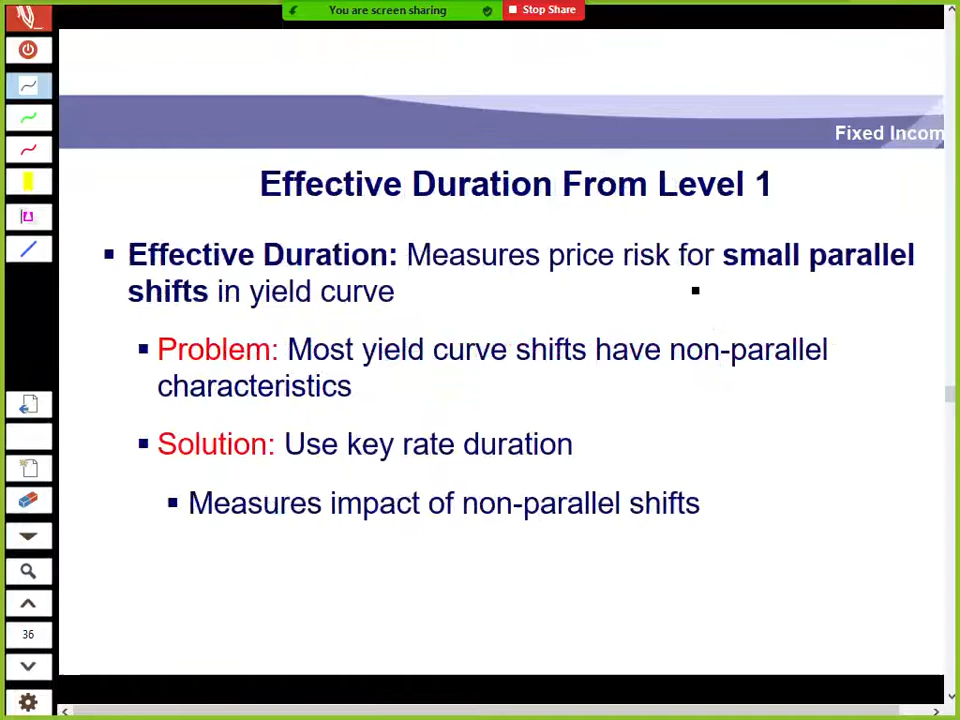 You are screen sharing
Stop Share
Fixed Incom
Effective Duration From Level 1
▪ Effective Duration: Measures price risk for small parallel
shifts in yield curve
▪ Problem: Most yield curve shifts have non-parallel
characteristics
▪ Solution: Use key rate duration
▪ Measures impact of non-parallel shifts
36